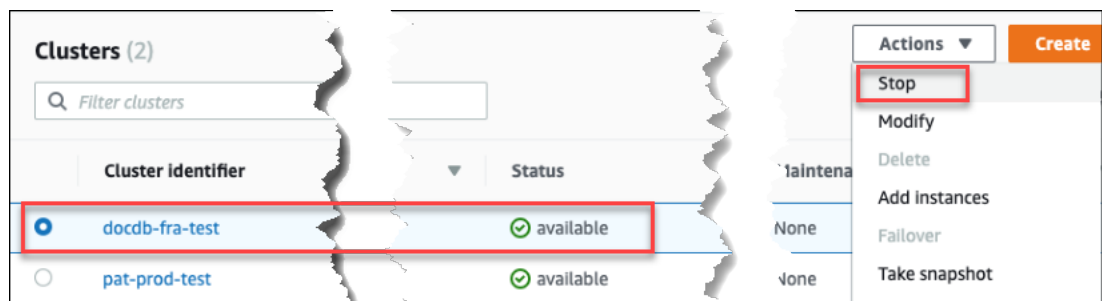 Clusters (2)
Actions ▼ Create
Filter clusters
Stop
Modify
Delete
Add instances
Failover
Take snapshot
Cluster identifier ▼ Status
docdb-fra-test available None
pat-prod-test available